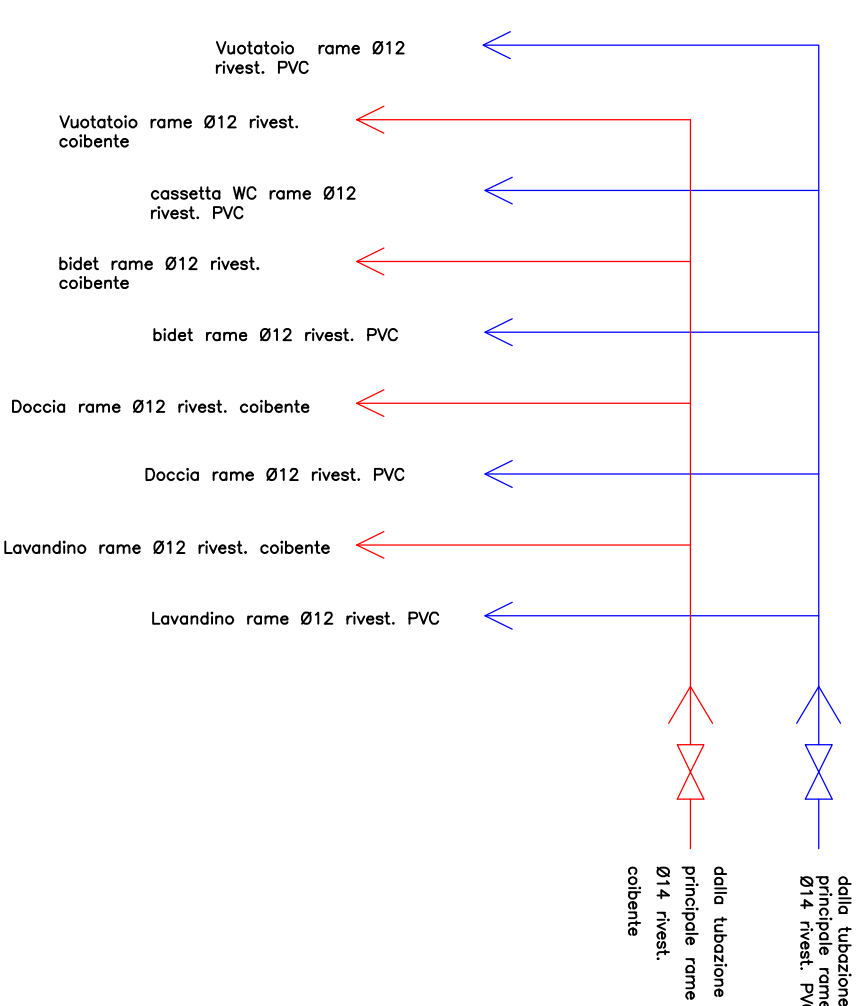 Vuotatoio rame Ø12
rivest. PVC
Vuotatoio rame Ø12 rivest.
coibente
cassetta WC rame Ø12
rivest. PVC
bidet rame Ø12 rivest.
coibente
bidet rame Ø12 rivest. PVC
Doccia rame Ø12 rivest. coibente
Doccia rame Ø12 rivest. PVC
Lavandino rame Ø12 rivest. coibente
Lavandino rame Ø12 rivest. PVC
dalla tubazione
principale rame
Ø14 rivest.
coibente
dalla tubazione
principale rame
Ø14 rivest. PVC